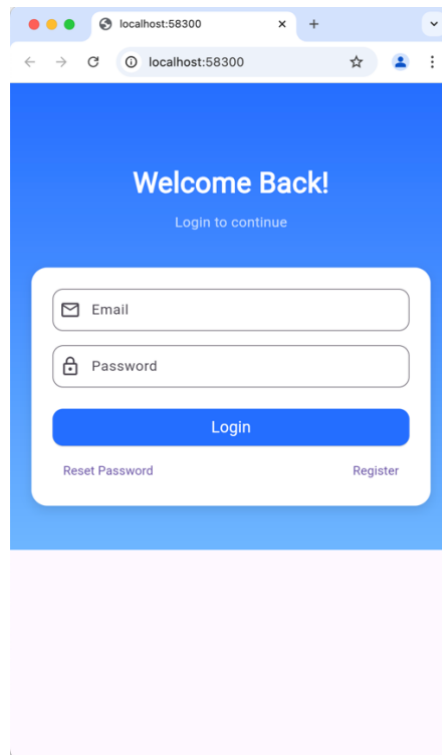 localhost:58300
localhost:58300
Welcome Back!
Login to continue
Email
Password
Login
Reset Password
Register